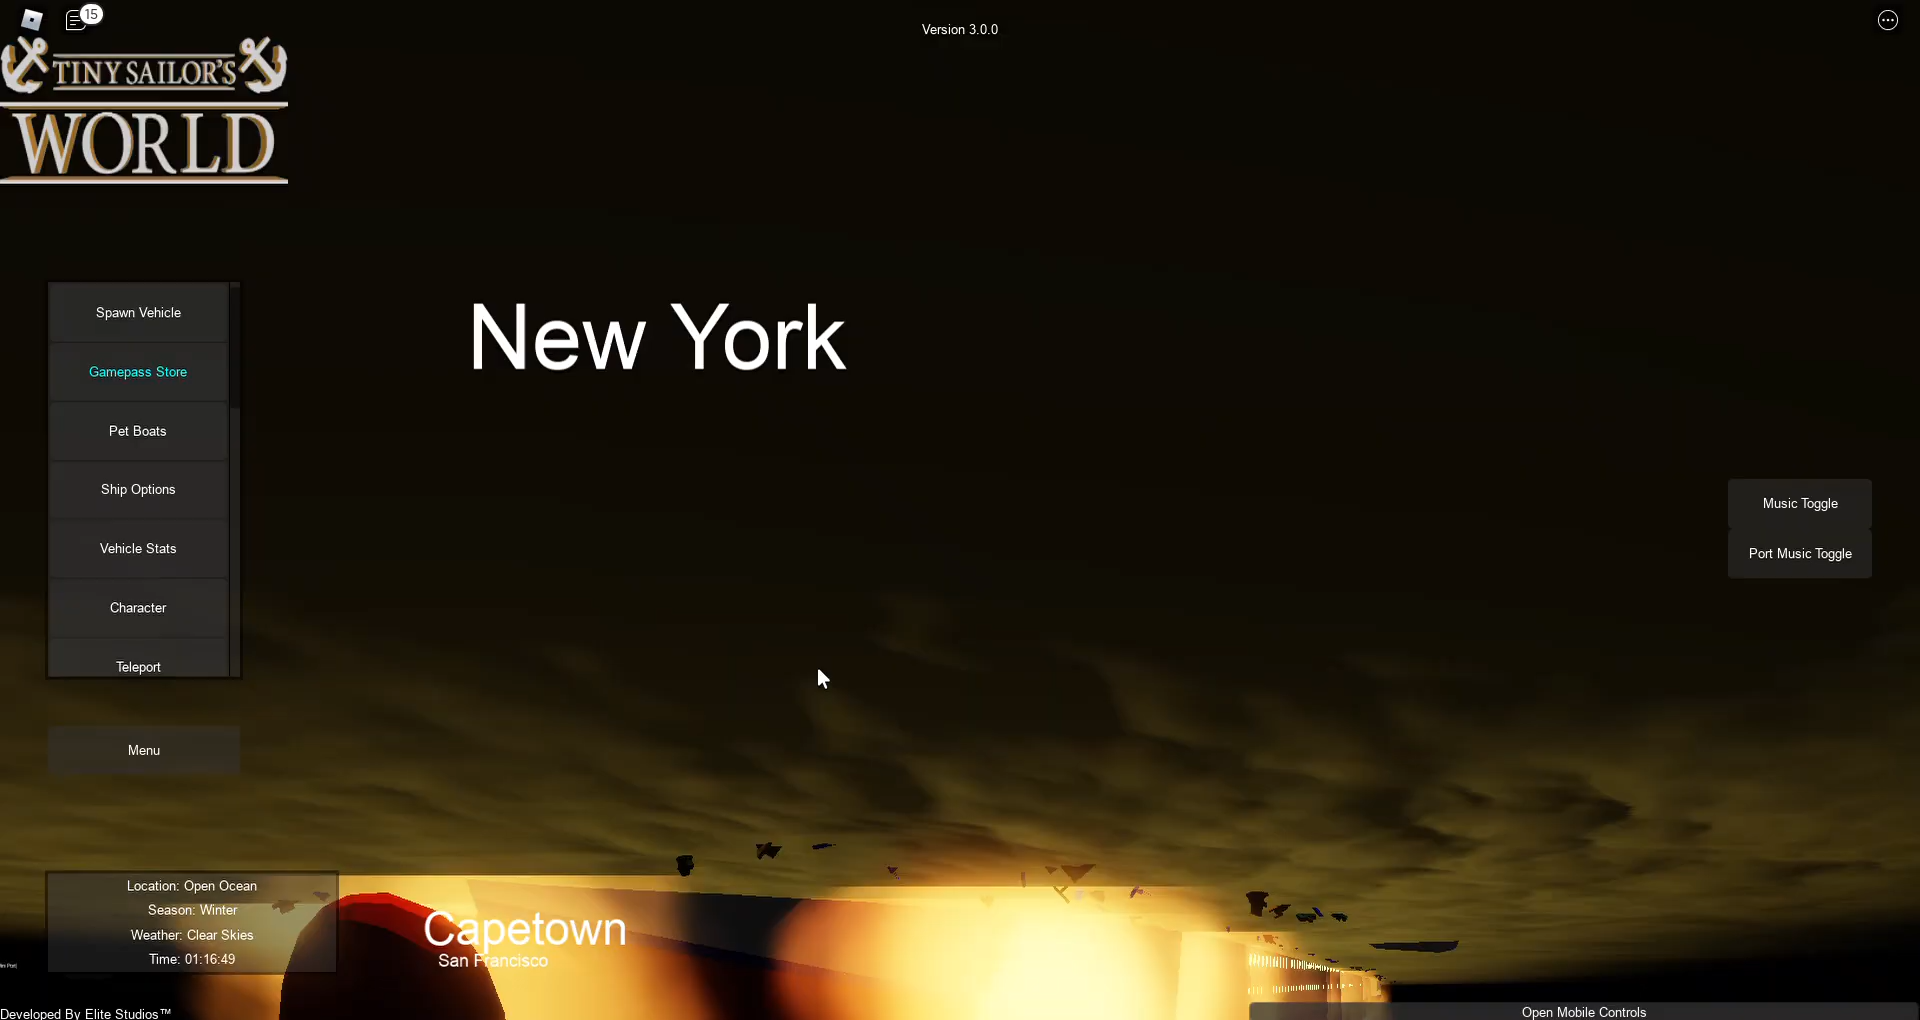 15
Version 3.0.0
TINY SAILOR'S
WORLD
Spawn Vehicle
Gamepass Store
Pet Boats
Ship Options
Vehicle Stats
Character
Teleport
Menu
New York
Music Toggle
Port Music Toggle
Location: Open Ocean
Season: Winter
Weather: Clear Skies
Time: 01:16:49
Capetown
San Francisco
Developed By Elite Studios™
Open Mobile Controls